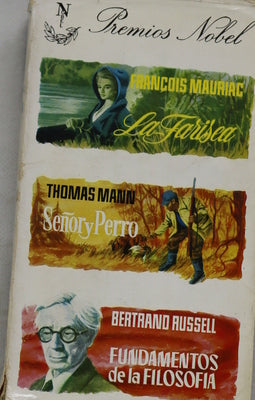 N
Premios Nobel
FRANÇOIS MAURIAC
La Farisea
THOMAS MANN
Señor y Perro
BERTRAND RUSSELL
FUNDAMENTOS
de la FILOSOFIA